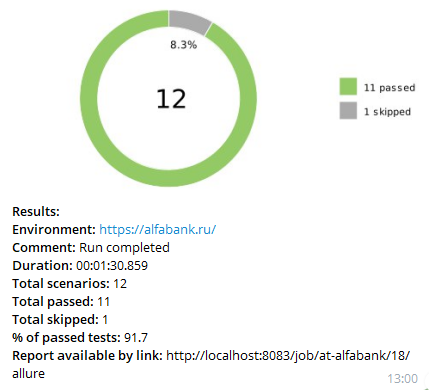 8.3%
12
11 passed
1 skipped
Results:
Environment: https://alfabank.ru/
Comment: Run completed
Duration: 00:01:30.859
Total scenarios: 12
Total passed: 11
Total skipped: 1
% of passed tests: 91.7
Report available by link: http://localhost:8083/job/at-alfabank/18/
allure
13:00